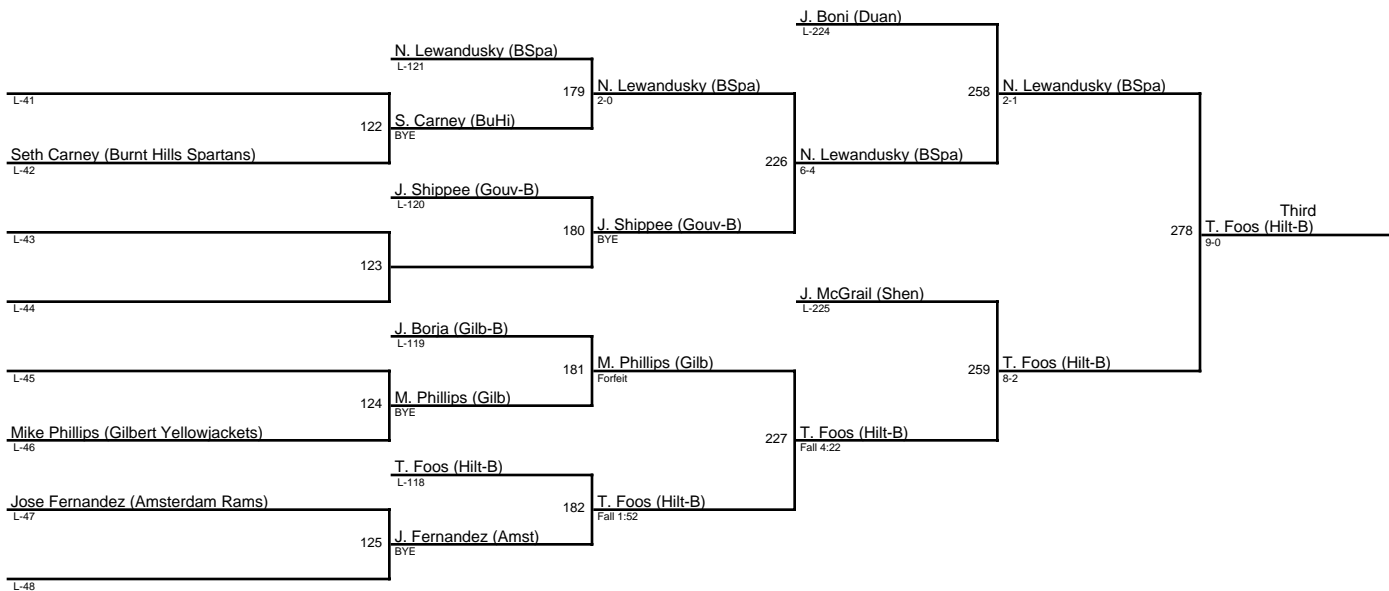 J. Boni (Duan)
L-224
N. Lewandusky (BSpa)
L-121
179
N. Lewandusky (BSpa)
2-0
258
N. Lewandusky (BSpa)
2-1
L-41
122
S. Carney (BuHi)
BYE
Seth Carney (Burnt Hills Spartans)
L-42
226
N. Lewandusky (BSpa)
6-4
J. Shippee (Gouv-B)
L-120
180
J. Shippee (Gouv-B)
BYE
L-43
123
L-44
278
Third
T. Foos (Hilt-B)
9-0
J. McGrail (Shen)
L-225
J. Borja (Gilb-B)
L-119
181
M. Phillips (Gilb)
Forfeit
259
T. Foos (Hilt-B)
8-2
L-45
124
M. Phillips (Gilb)
BYE
Mike Phillips (Gilbert Yellowjackets)
L-46
227
T. Foos (Hilt-B)
Fall 4:22
T. Foos (Hilt-B)
L-118
182
T. Foos (Hilt-B)
Fall 1:52
Jose Fernandez (Amsterdam Rams)
L-47
125
J. Fernandez (Amst)
BYE
L-48